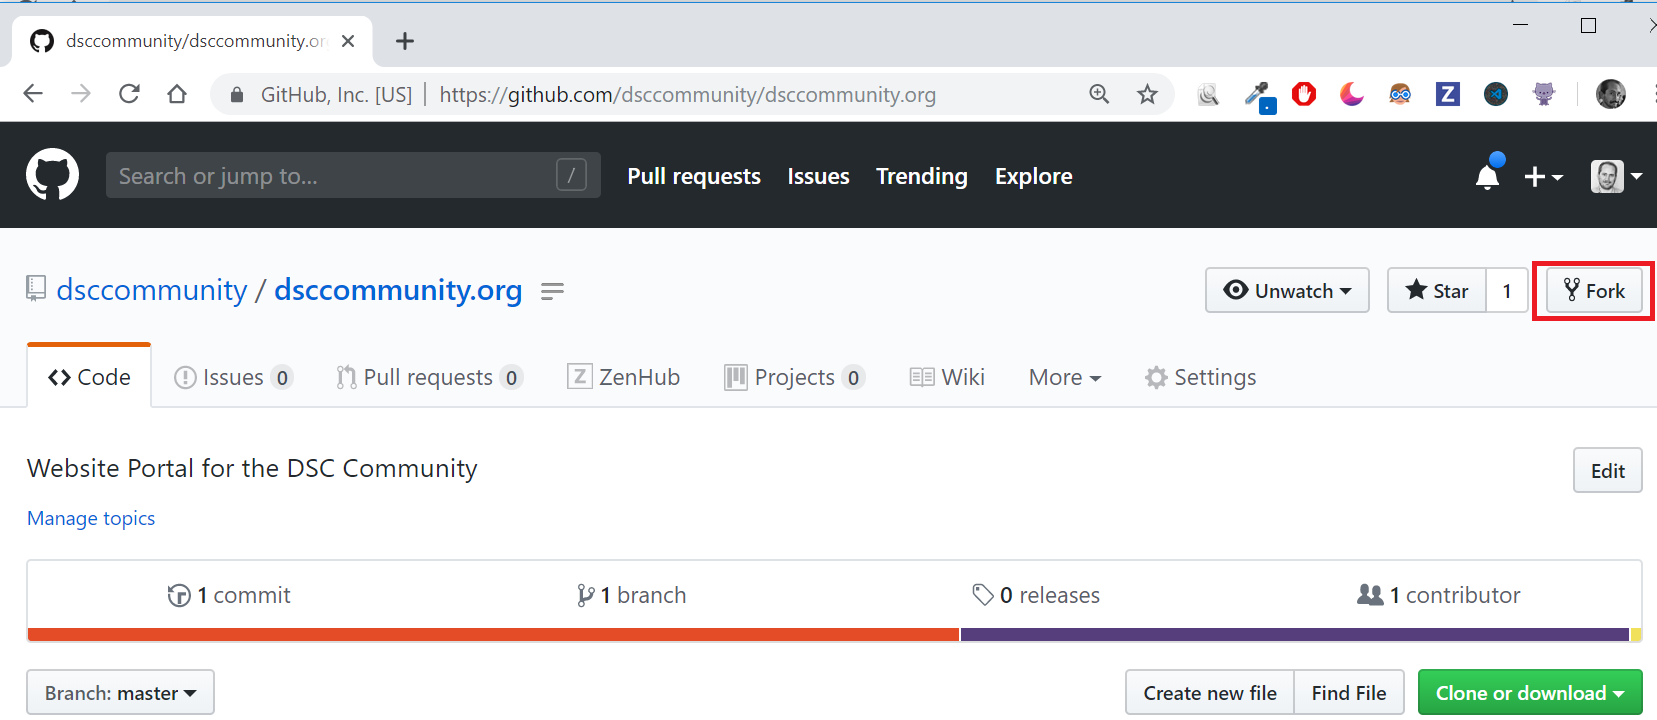 dsccommunity/dsccommunity.or
GitHub, Inc. [US] https://github.com/dsccommunity/dsccommunity.org
Search or jump to... / Pull requests Issues Trending Explore
dsccommunity / dsccommunity.org Unwatch Star 1 Fork
Code Issues 0 Pull requests 0 Z ZenHub Projects 0 Wiki More Settings
Website Portal for the DSC Community Edit
Manage topics
1 commit 1 branch 0 releases 1 contributor
Branch: master Create new file Find File Clone or download